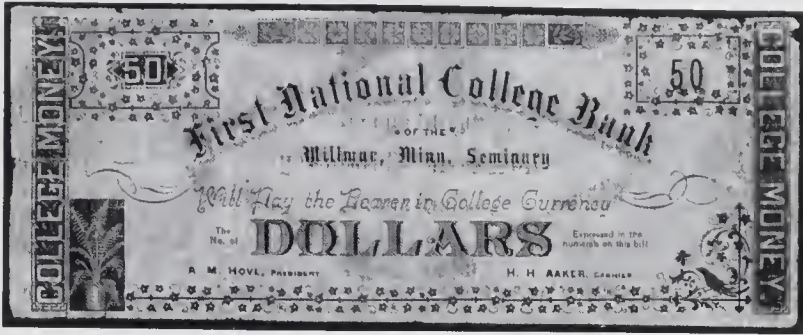 COLLEGE MONEY.
50
50
First National College Bank
OF THE
Willmar, Minn. Seminary
Will Pay the Bearer in College Currency
The
No. of
DOLLARS
Expressed in the
numerals on this bill
A. M. HOVE, PRESIDENT
H. H. AAKER, CASHIER
COLLEGE MONEY.